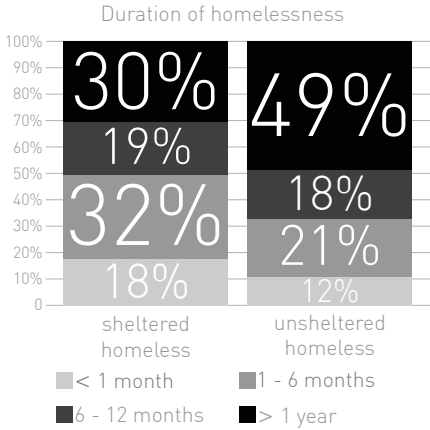 Duration of homelessness
100%
90%
80%
70%
60%
50%
40%
30%
20%
10%
0
30%
19%
32%
18%
49%
18%
21%
12%
sheltered
homeless
unsheltered
homeless
< 1 month
1 - 6 months
6 - 12 months
> 1 year